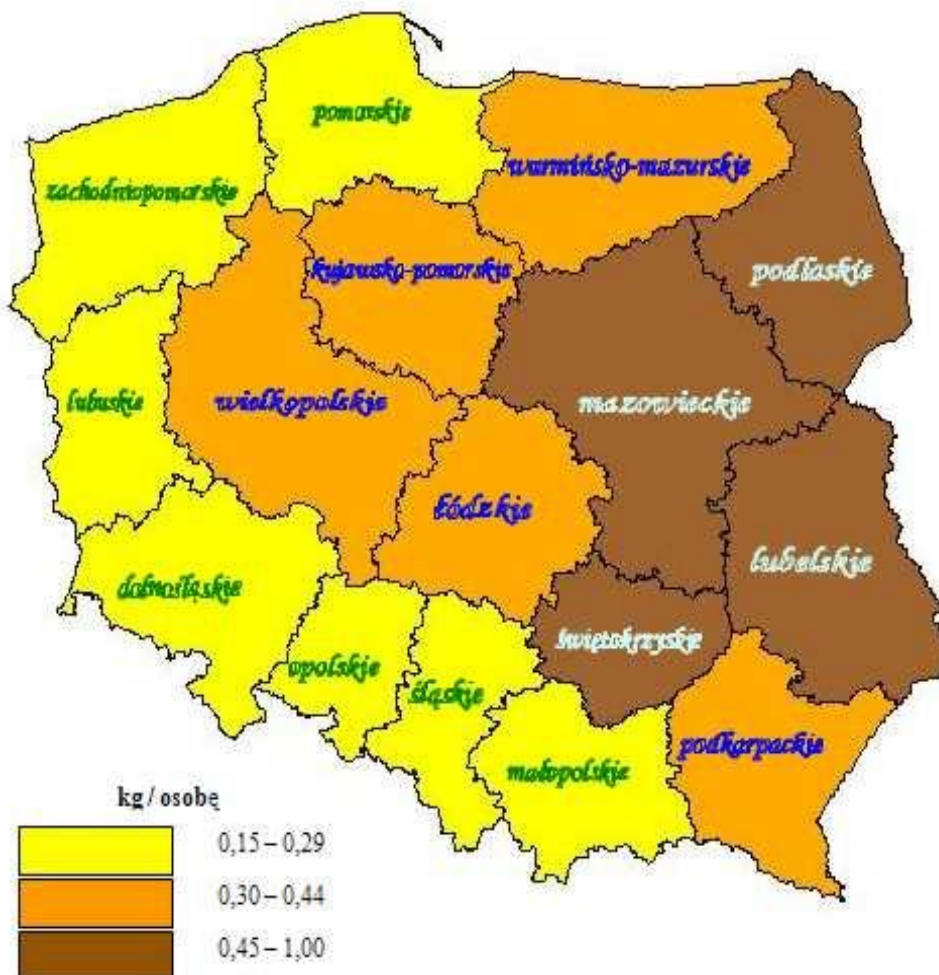 pomorskie
warmińsko-mazurskie
zachodniopomorskie
kujawsko-pomorskie
podlaskie
lubuskie
wielkopolskie
mazowieckie
łódzkie
lubelskie
dolnośląskie
świętokrzyskie
opolskie
śląskie
podkarpackie
małopolskie
kg / osobę
0,15 – 0,29
0,30 – 0,44
0,45 – 1,00